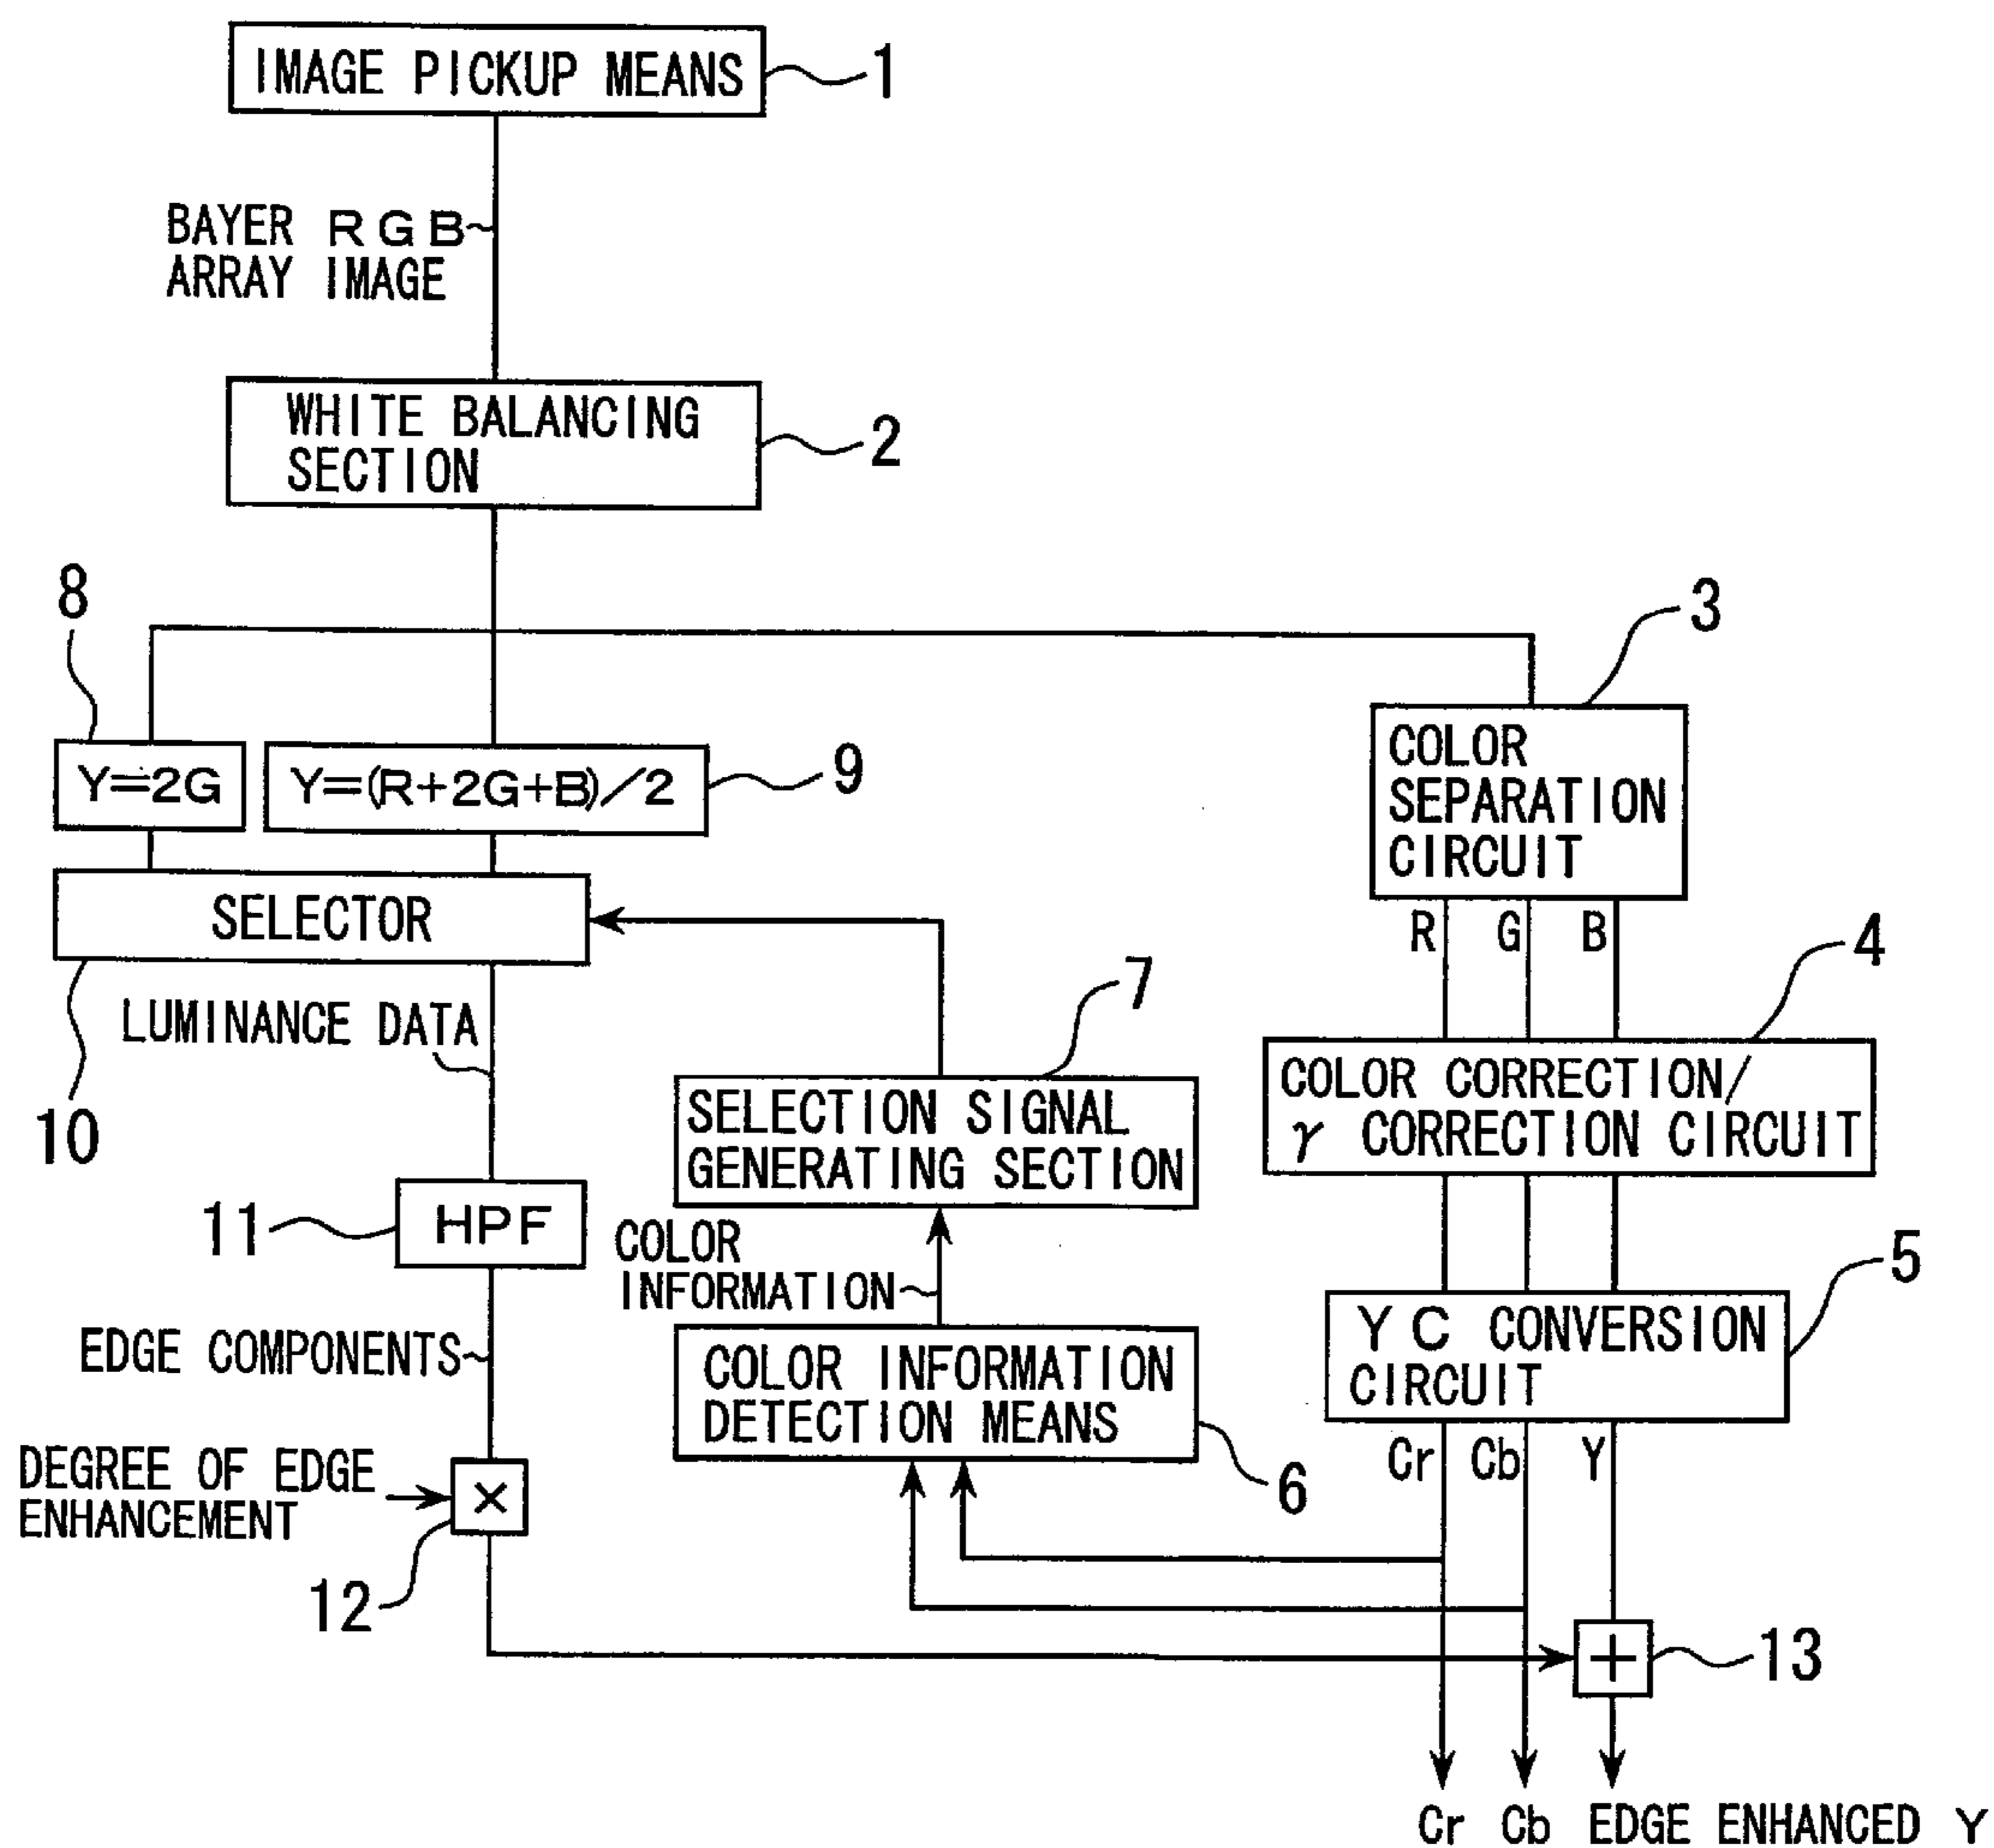 IMAGE PICKUP MEANS
1
BAYER RGB
ARRAY IMAGE
WHITE BALANCING
SECTION
2
8
3
Y=2G
Y=(R+2G+B)/2
9
COLOR
SEPARATION
CIRCUIT
SELECTOR
R G B
10
LUMINANCE DATA
7
4
SELECTION SIGNAL
GENERATING SECTION
COLOR CORRECTION/
γ CORRECTION CIRCUIT
11
HPF
COLOR
INFORMATION
5
YC CONVERSION
CIRCUIT
EDGE COMPONENTS
COLOR INFORMATION
DETECTION MEANS
6
Cr Cb Y
DEGREE OF EDGE
ENHANCEMENT
×
12
+
13
Cr Cb EDGE ENHANCED Y